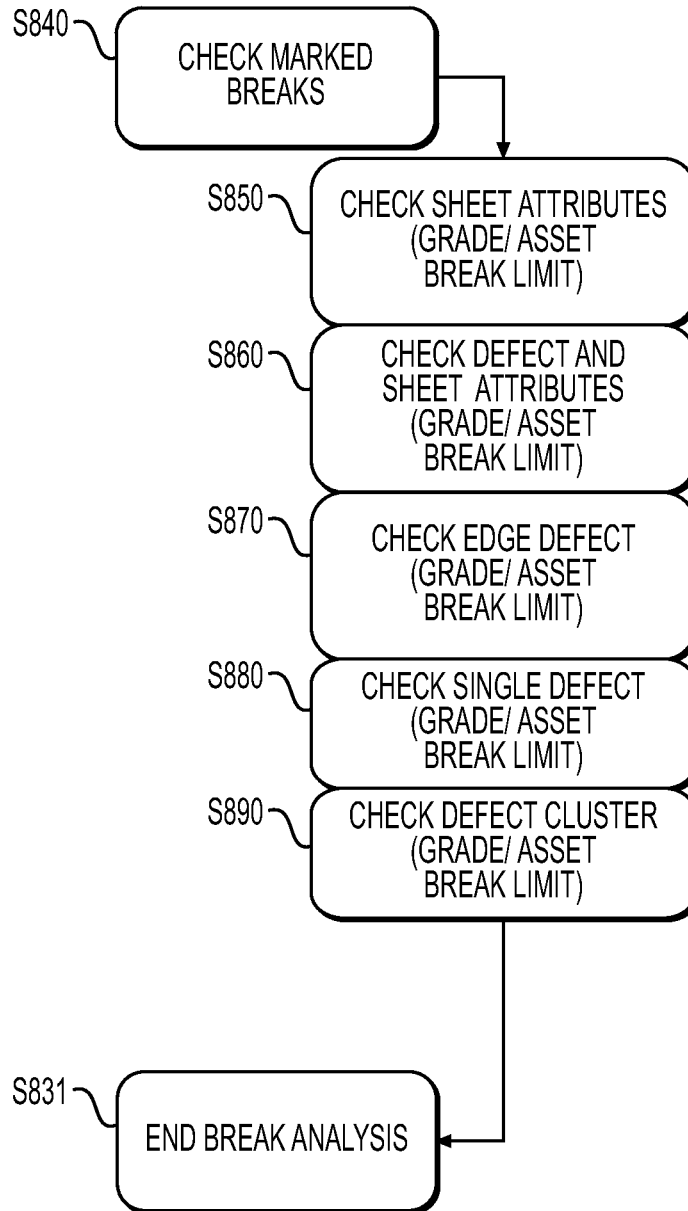 S840
CHECK MARKED
BREAKS
S850
CHECK SHEET ATTRIBUTES
(GRADE/ ASSET
BREAK LIMIT)
S860
CHECK DEFECT AND
SHEET ATTRIBUTES
(GRADE/ ASSET
BREAK LIMIT)
S870
CHECK EDGE DEFECT
(GRADE/ ASSET
BREAK LIMIT)
S880
CHECK SINGLE DEFECT
(GRADE/ ASSET
BREAK LIMIT)
S890
CHECK DEFECT CLUSTER
(GRADE/ ASSET
BREAK LIMIT)
S831
END BREAK ANALYSIS